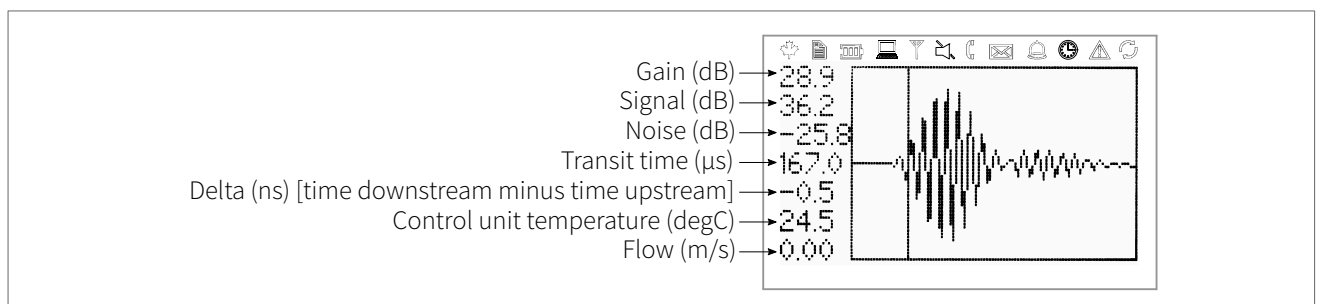 Gain (dB) 28.9
Signal (dB) 36.2
Noise (dB) -25.8
Transit time (µs) 167.0
Delta (ns) [time downstream minus time upstream] -0.5
Control unit temperature (degC) 24.5
Flow (m/s) 0.00